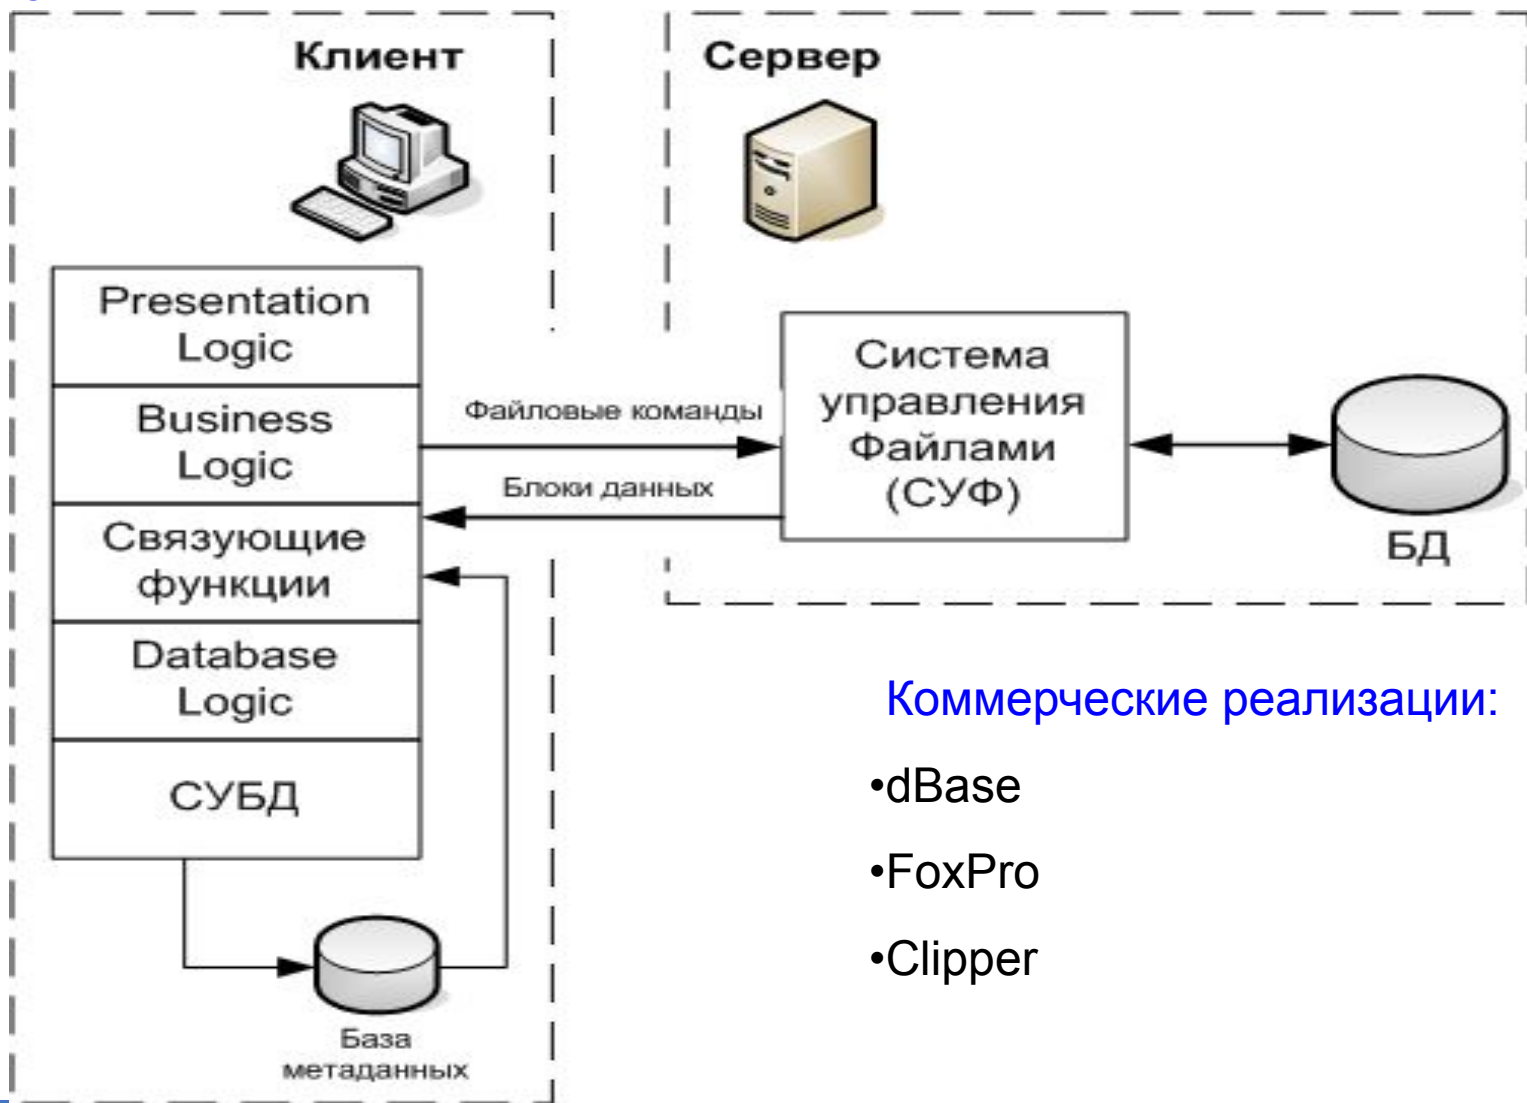 Клиент
Сервер
Presentation
Logic
Business
Logic
Связующие
функции
Database
Logic
СУБД
База
метаданных
Файловые команды
Блоки данных
Система
управления
Файлами
(СУФ)
БД
Коммерческие реализации:
•dBase
•FoxPro
•Clipper